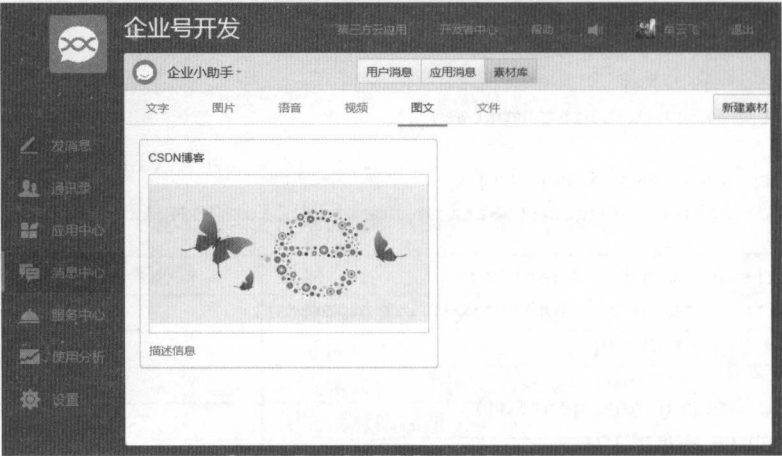 企业号开发
第三方云应用 开发者中心 帮助 车云飞 退出
企业小助手
用户消息 应用消息 素材库
文字 图片 语音 视频 图文 文件 新建素材
发消息
通讯录
应用中心
消息中心
服务中心
使用分析
设置
CSDN博客
描述信息